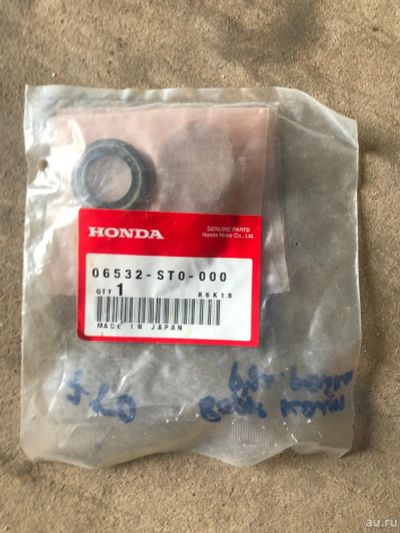 HONDA
GENUINE PARTS
Honda Motor Co., Ltd.
06532-ST0-000
QTY 1
K6K18
MADE IN JAPAN
au.ru